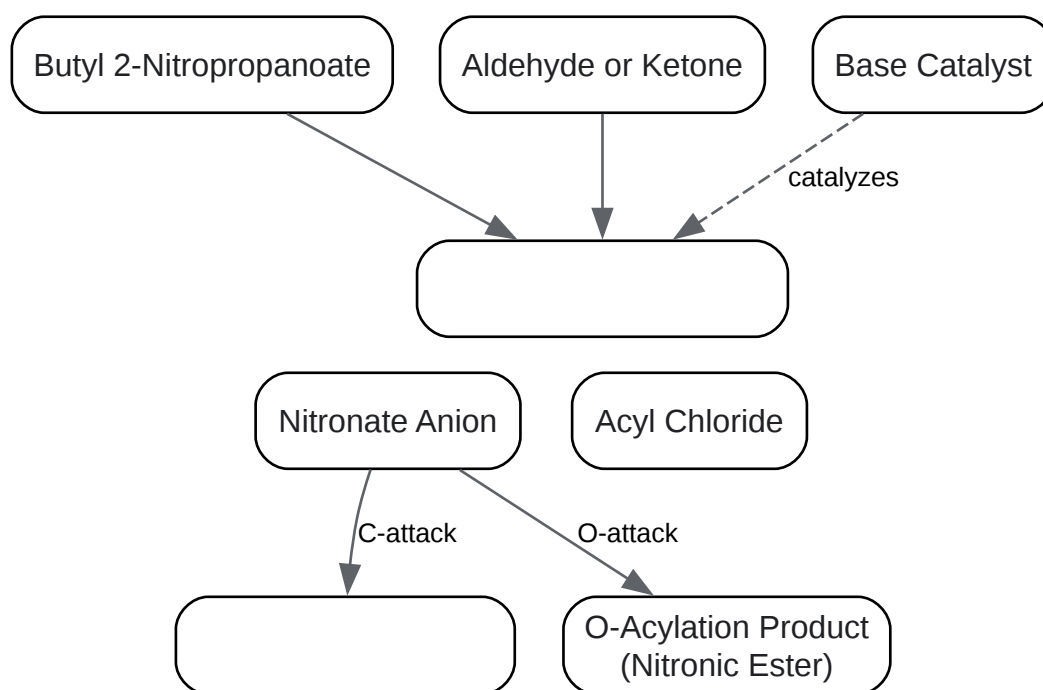 Butyl 2-Nitropropanoate
Aldehyde or Ketone
Base Catalyst
catalyzes
Nitronate Anion
Acyl Chloride
C-attack
O-attack
O-Acylation Product
(Nitronic Ester)